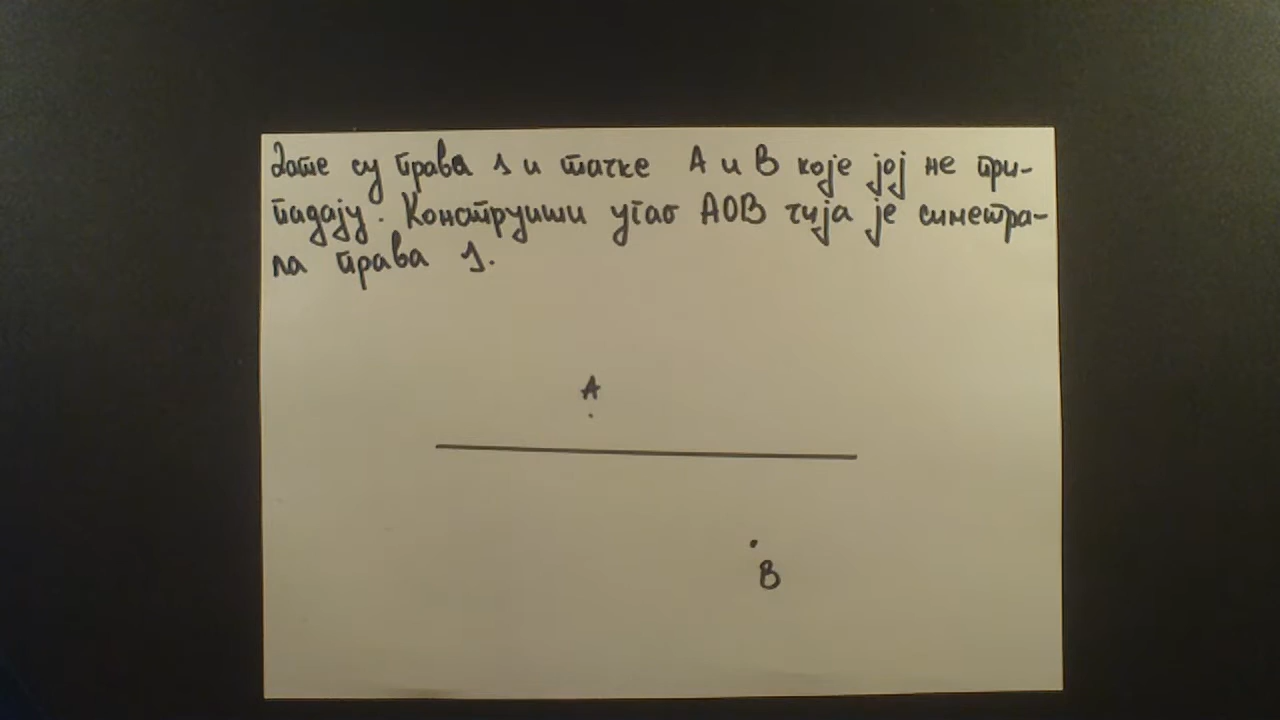 Дате су права s и тачке A и B које јој не при-
падају. Конструиши угао AOB чија је симетра-
ла права s.
A
B